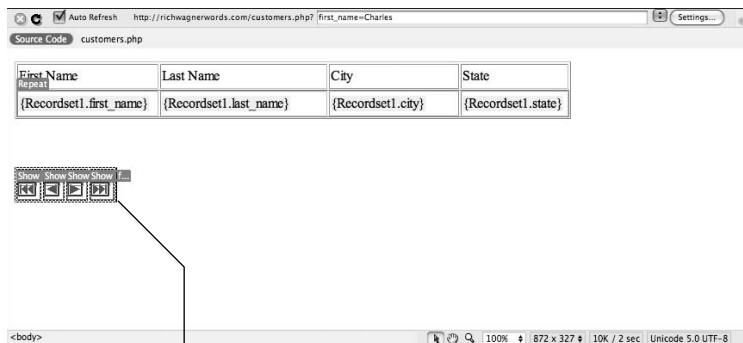 Auto Refresh http://richwagnerwords.com/customers.php? first_name=Charles Settings...
Source Code customers.php
First Name Last Name City State
Repeat
{Recordset1.first_name} {Recordset1.last_name} {Recordset1.city} {Recordset1.state}
Show Show Show Show f...
<body> 100% 872 x 327 10K / 2 sec Unicode 5.0 UTF-8